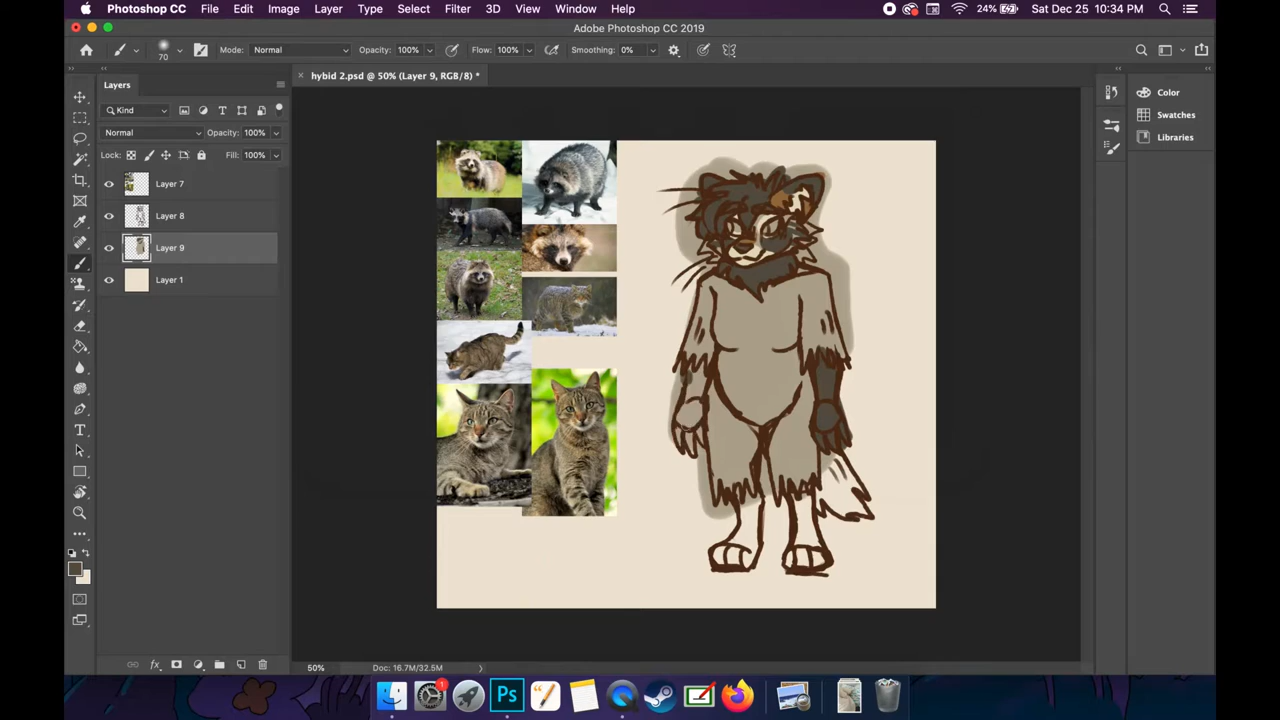 Photoshop CC File Edit Image Layer Type Select Filter 3D View Window Help 24% Sat Dec 25 10:34 PM
Adobe Photoshop CC 2019
70 Mode: Normal Opacity: 100% Flow: 100% Smoothing: 0%
hybid 2.psd @ 50% (Layer 9, RGB/8) *
Layers
Kind
Normal Opacity: 100%
Lock: Fill: 100%
Layer 7
Layer 8
Layer 9
Layer 1
Color
Swatches
Libraries
50% Doc: 16.7M/32.5M
1
Ps